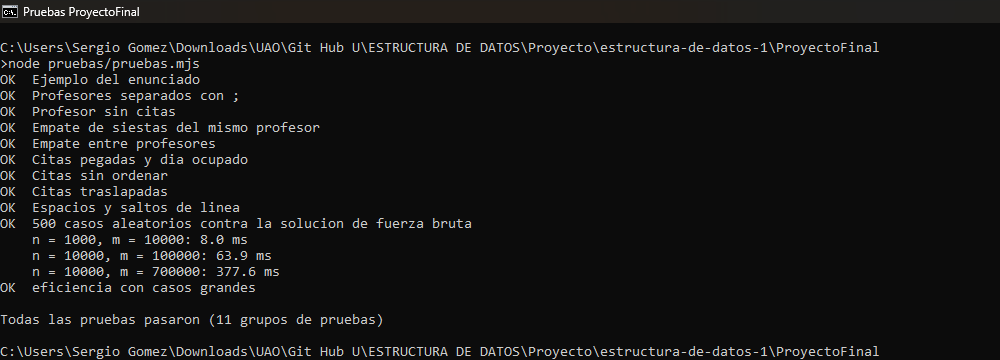 Pruebas ProyectoFinal
C:\Users\Sergio Gomez\Downloads\UAO\Git Hub U\ESTRUCTURA DE DATOS\Proyecto\estructura-de-datos-1\ProyectoFinal
>node pruebas/pruebas.mjs
OK  Ejemplo del enunciado
OK  Profesores separados con ;
OK  Profesor sin citas
OK  Empate de siestas del mismo profesor
OK  Empate entre profesores
OK  Citas pegadas y dia ocupado
OK  Citas sin ordenar
OK  Citas traslapadas
OK  Espacios y saltos de linea
OK  500 casos aleatorios contra la solucion de fuerza bruta
    n = 1000, m = 10000: 8.0 ms
    n = 10000, m = 100000: 63.9 ms
    n = 10000, m = 700000: 377.6 ms
OK  eficiencia con casos grandes
Todas las pruebas pasaron (11 grupos de pruebas)
C:\Users\Sergio Gomez\Downloads\UAO\Git Hub U\ESTRUCTURA DE DATOS\Proyecto\estructura-de-datos-1\ProyectoFinal